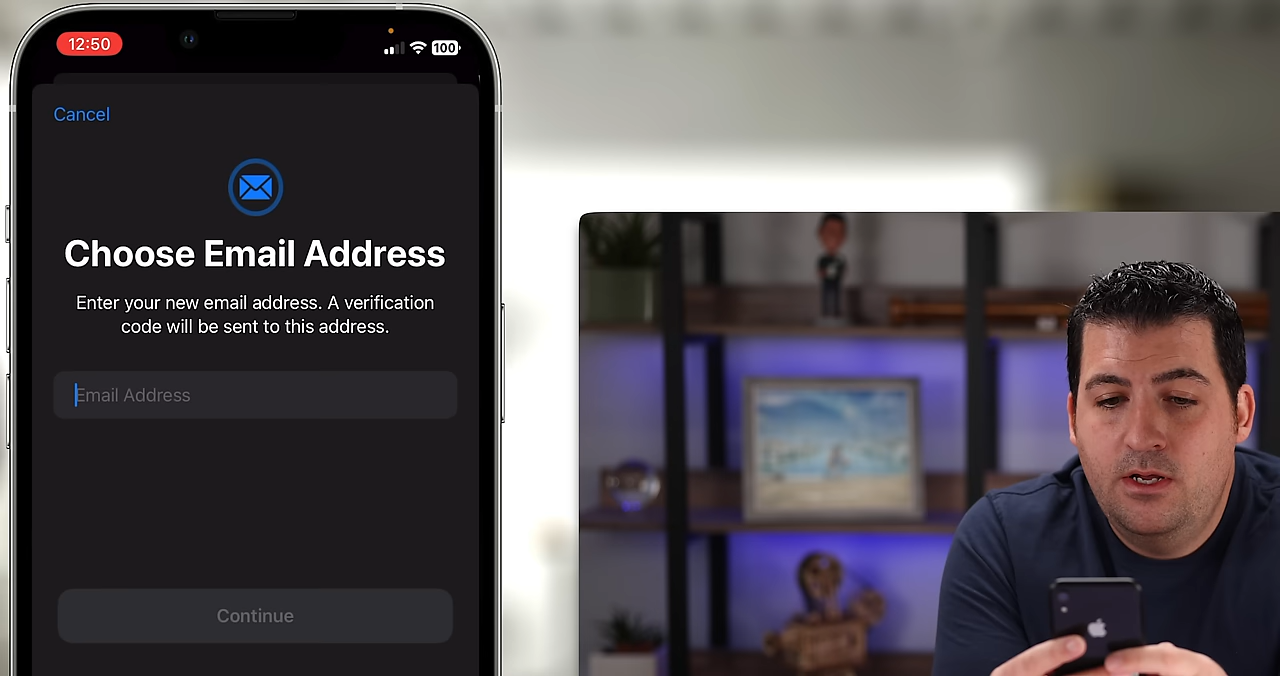 12:50
100
Cancel
Choose Email Address
Enter your new email address. A verification
code will be sent to this address.
Email Address
Continue